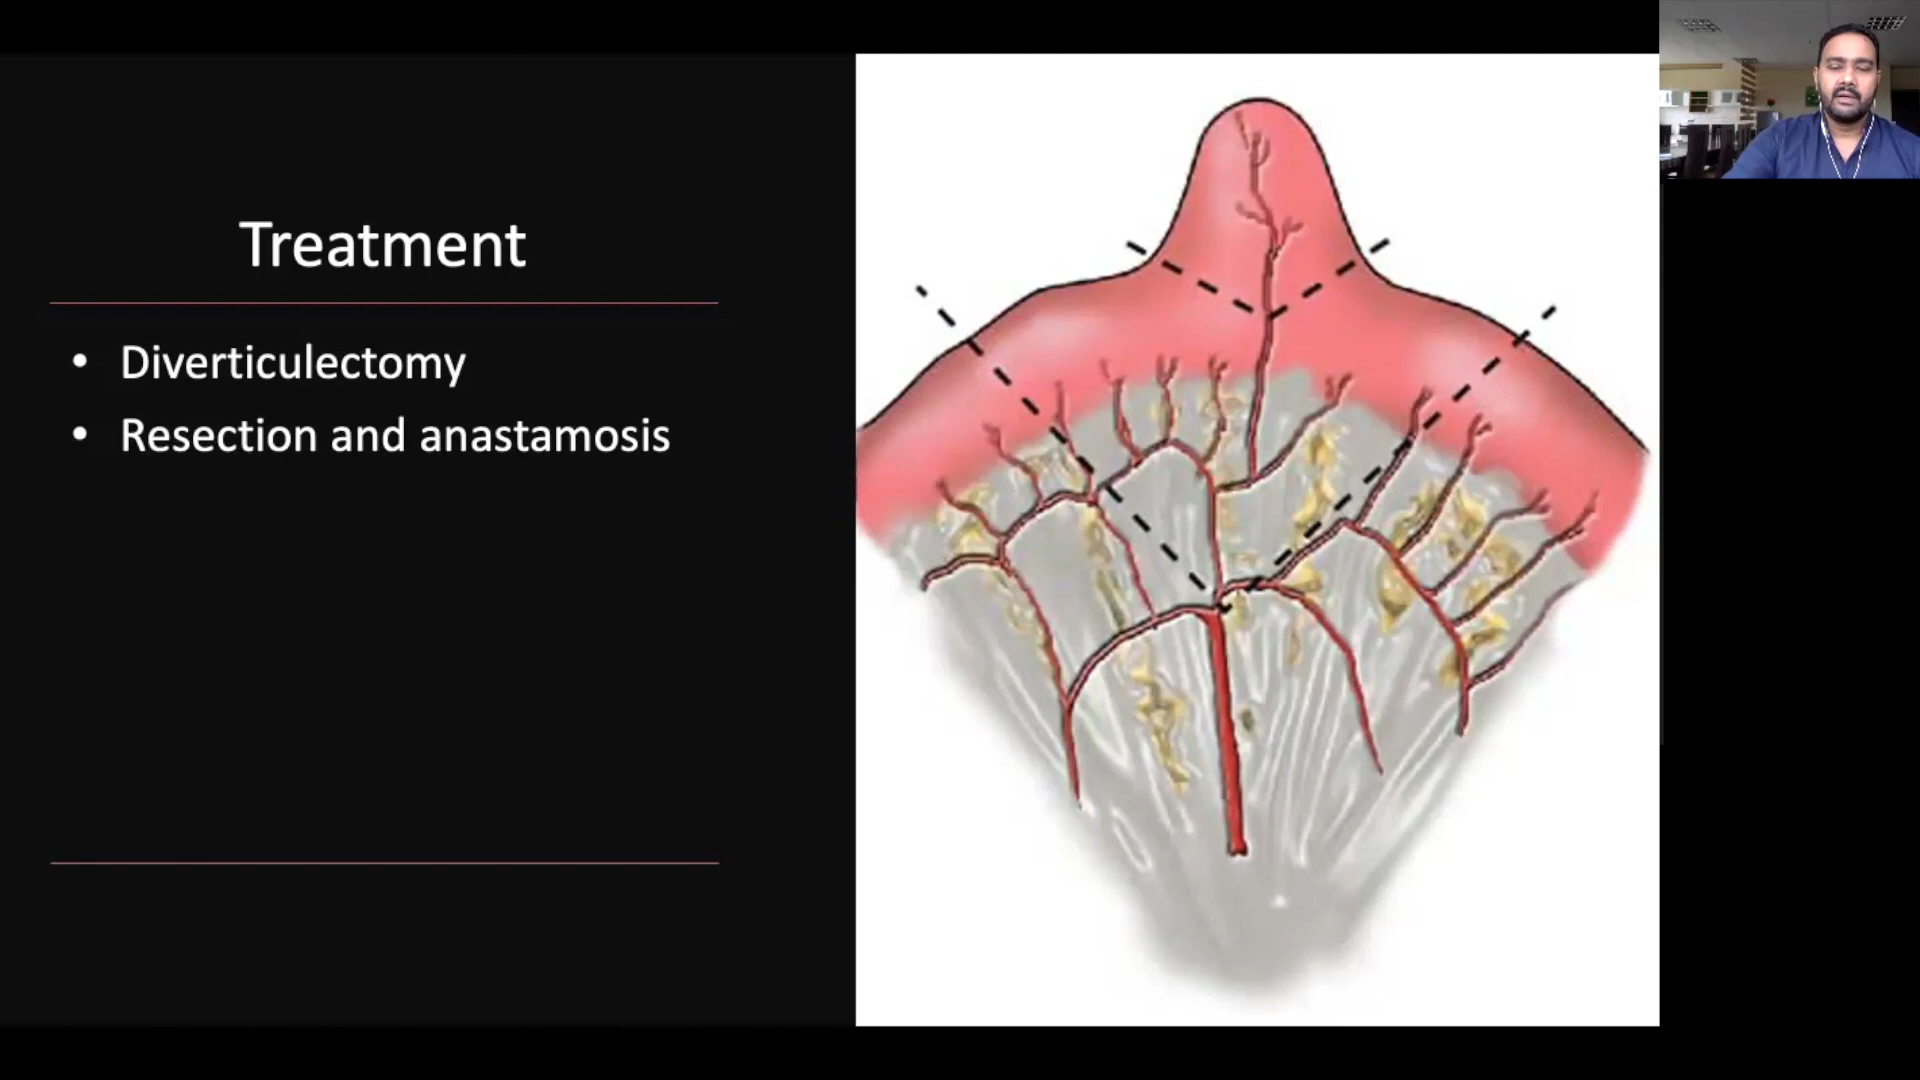 Treatment
• Diverticulectomy
• Resection and anastamosis